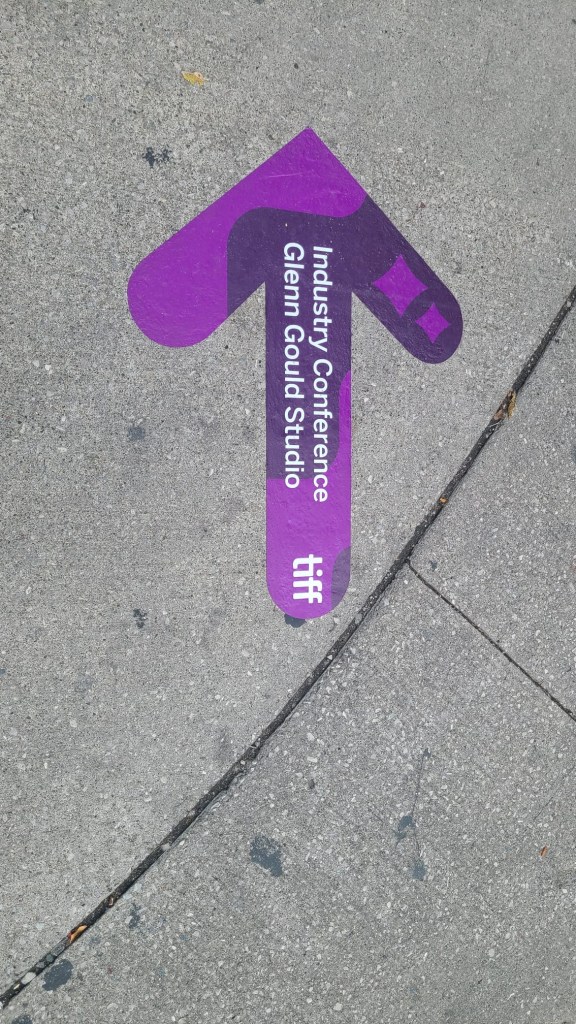 Industry Conference
Glenn Gould Studio
tiff